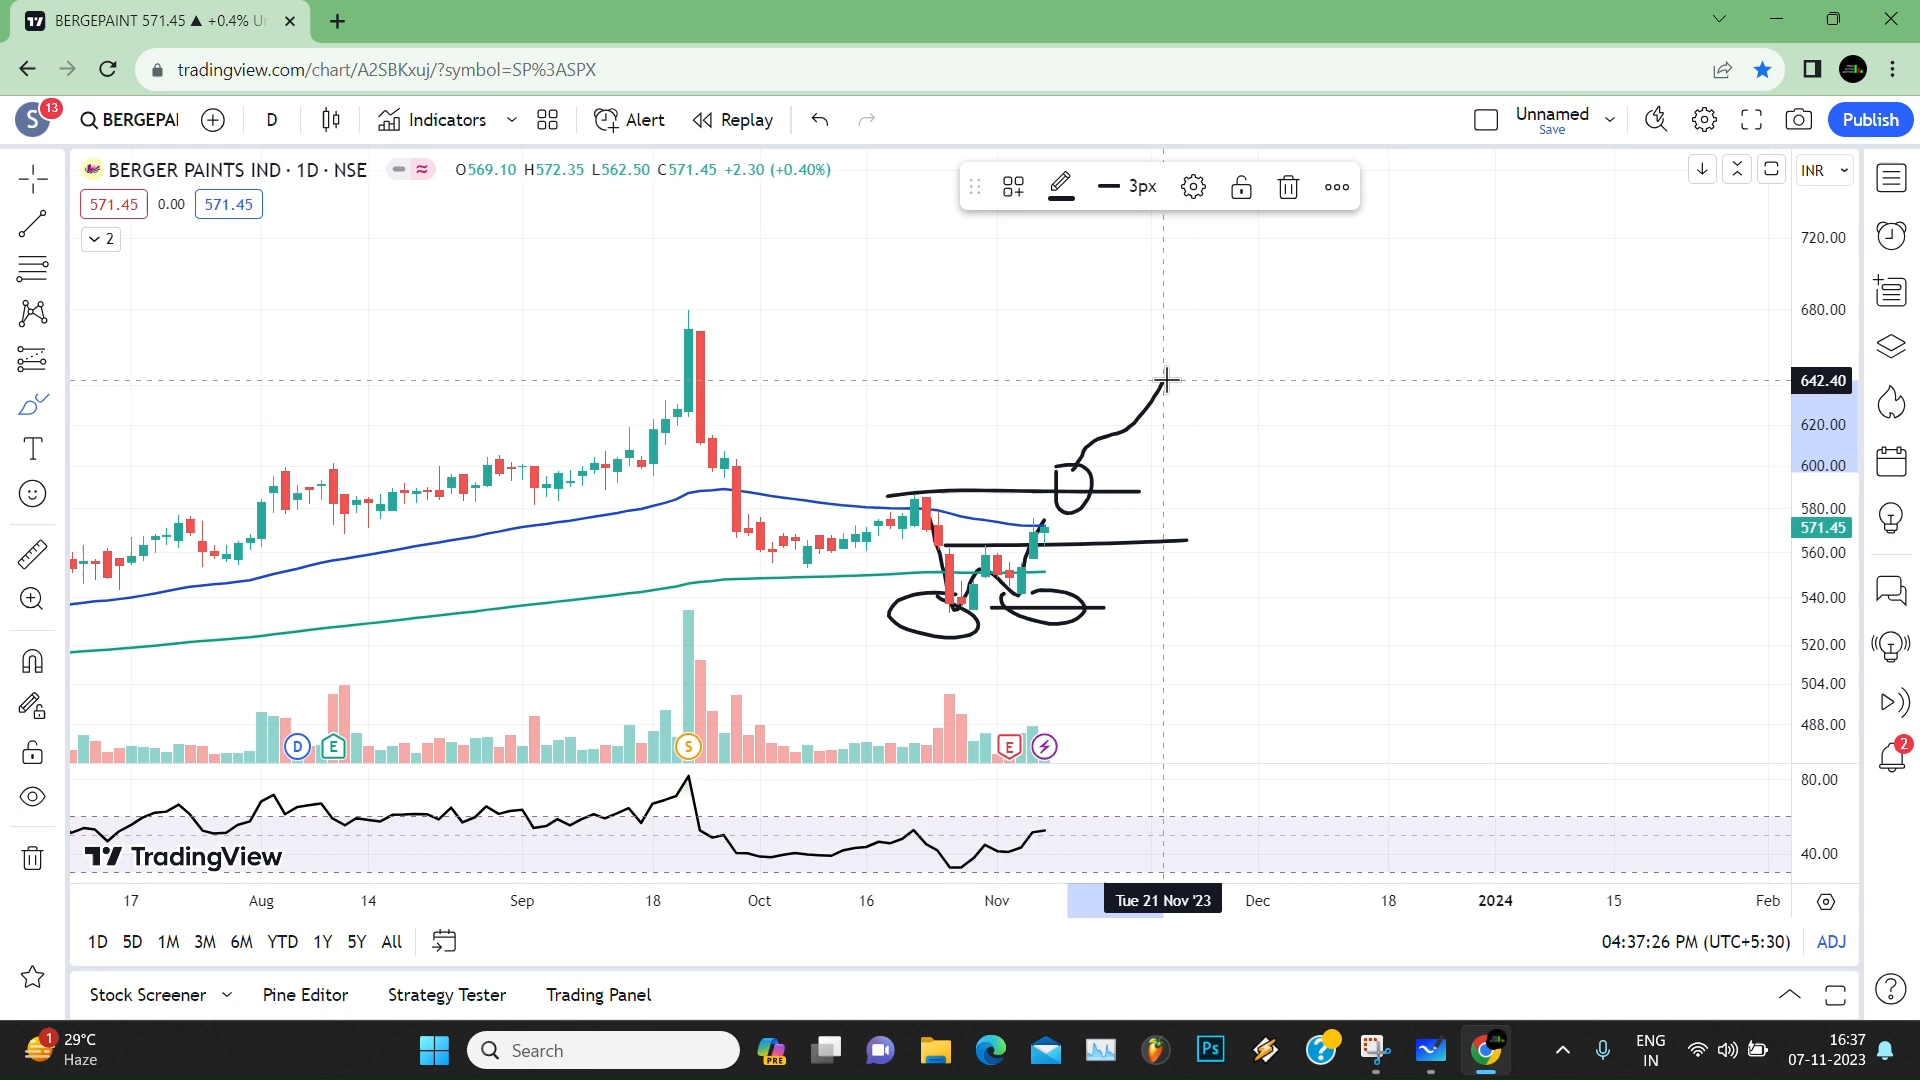 BERGEPAINT 571.45 ▲ +0.4% Un
tradingview.com/chart/A2SBKxuj/?symbol=SP%3ASPX
S 13 BERGEPAI D Indicators Alert Replay Unnamed Save Publish
BERGER PAINTS IND · 1D · NSE O569.10 H572.35 L562.50 C571.45 +2.30 (+0.40%)
3px
INR
571.45 0.00 571.45
2
720.00
680.00
642.40
620.00
600.00
580.00
571.45
560.00
540.00
520.00
504.00
488.00
D E S E
2
80.00
40.00
TradingView
17 Aug 14 Sep 18 Oct 16 Nov Tue 21 Nov '23 Dec 18 2024 15 Feb
1D 5D 1M 3M 6M YTD 1Y 5Y All 04:37:26 PM (UTC+5:30) ADJ
Stock Screener Pine Editor Strategy Tester Trading Panel
1 29°C
Haze
Search
PRE
Ps
ENG
IN
16:37
07-11-2023